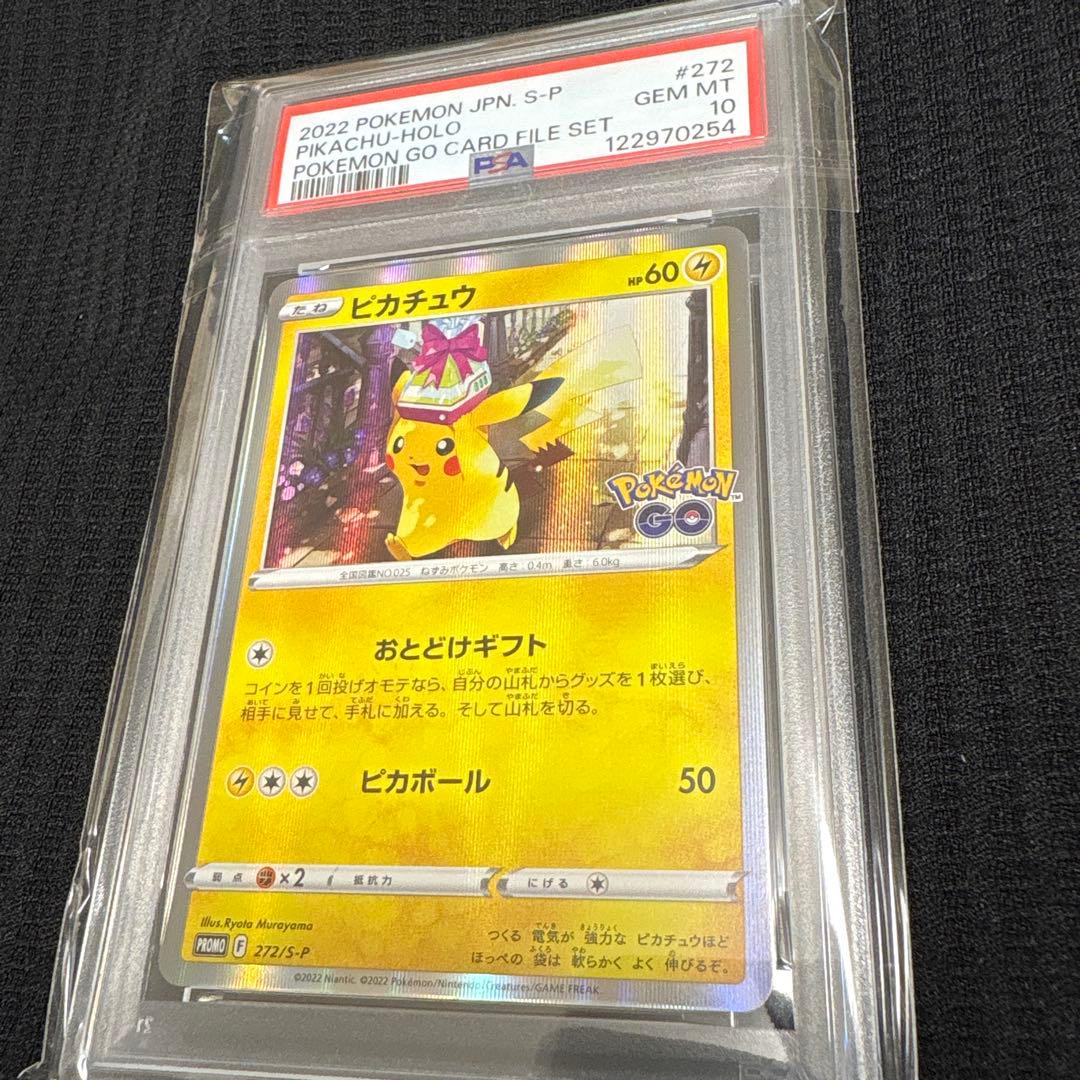 2022 POKEMON JPN. S-P #272
PIKACHU-HOLO GEM MT
POKEMON GO CARD FILE SET 10
122970254
PSA
たね ピカチュウ HP60
Pokémon™
GO
全国図鑑NO.025 ねずみポケモン 高さ:0.4m 重さ:6.0kg
おとどけギフト
コインを1回投げオモテなら、自分の山札からグッズを1枚選び、
相手に見せて、手札に加える。そして山札を切る。
ピカボール 50
弱点 ×2 抵抗力 にげる
Illus.Ryota Murayama
PROMO F 272/S-P
つくる 電気が 強力な ピカチュウほど
ほっぺの 袋は 軟らかく よく 伸びるぞ。
©2022 Niantic. ©2022 Pokémon/Nintendo/Creatures/GAME FREAK.